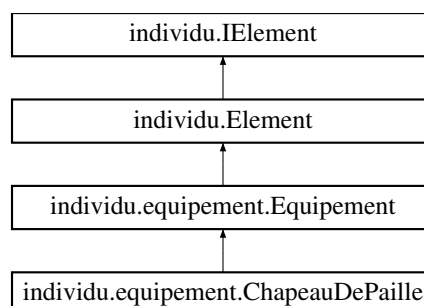 individu.IElement
individu.Element
individu.equipement.Equipement
individu.equipement.ChapeauDePaille